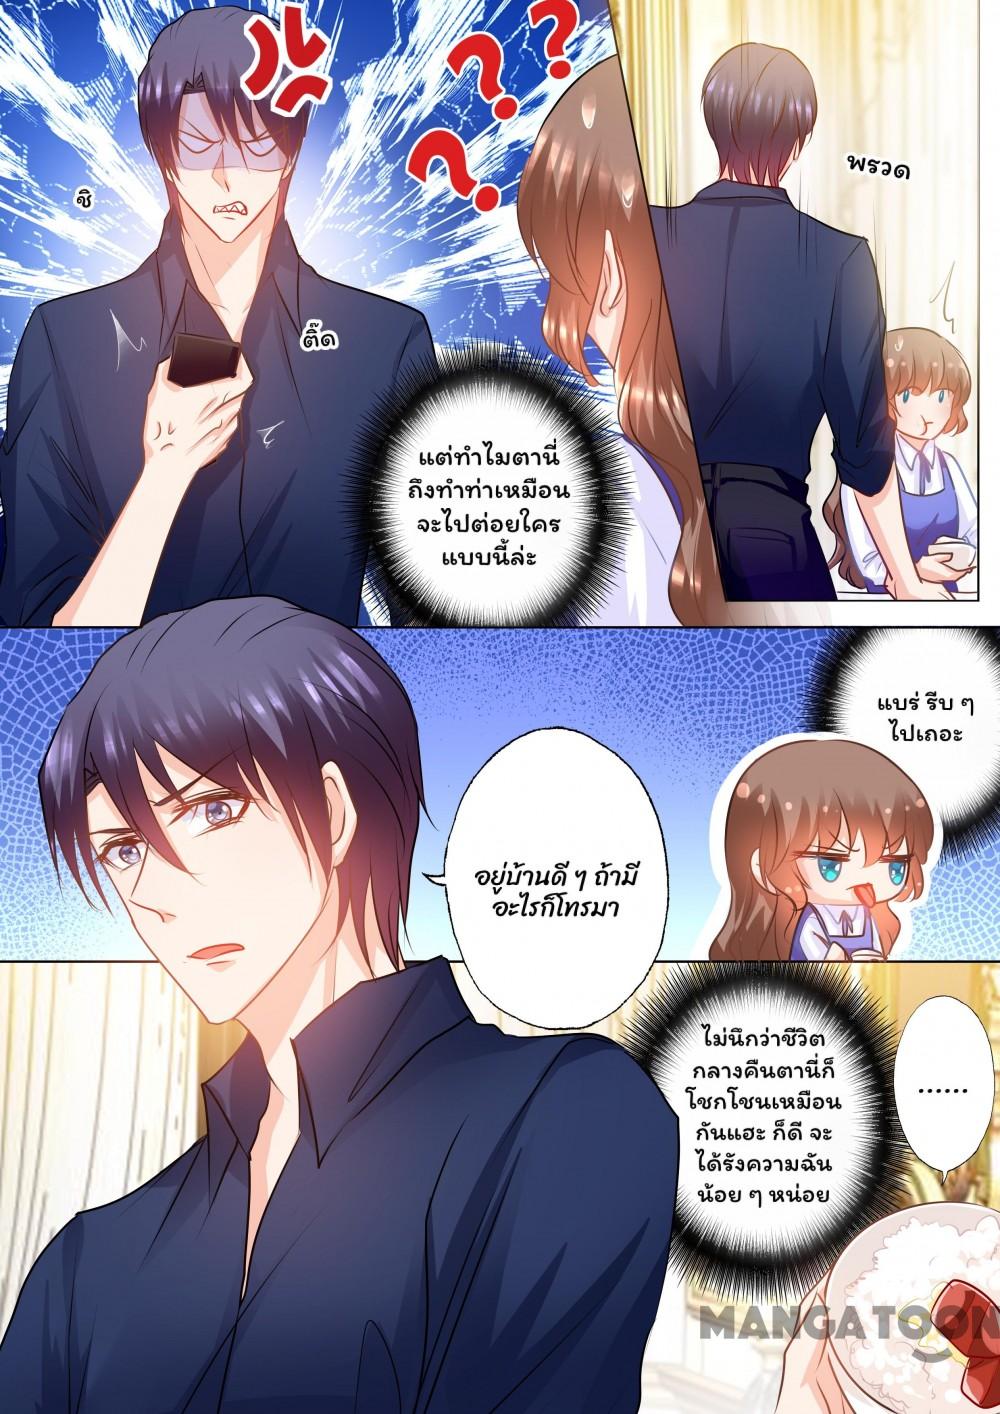 ชิ
ติ๊ด
???
พรวด
แต่ทำไมตานี่
ถึงทำท่าเหมือน
จะไปต่อยใคร
แบบนี้ล่ะ
แบร่ รีบ ๆ
ไปเถอะ
อยู่บ้านดี ๆ ถ้ามี
อะไรก็โทรมา
ไม่นึกว่าชีวิต
กลางคืนตานี่ก็
โชกโชนเหมือน
กันแฮะ ก็ดี จะ
ได้รังความฉัน
น้อย ๆ หน่อย
......
MANGATOON